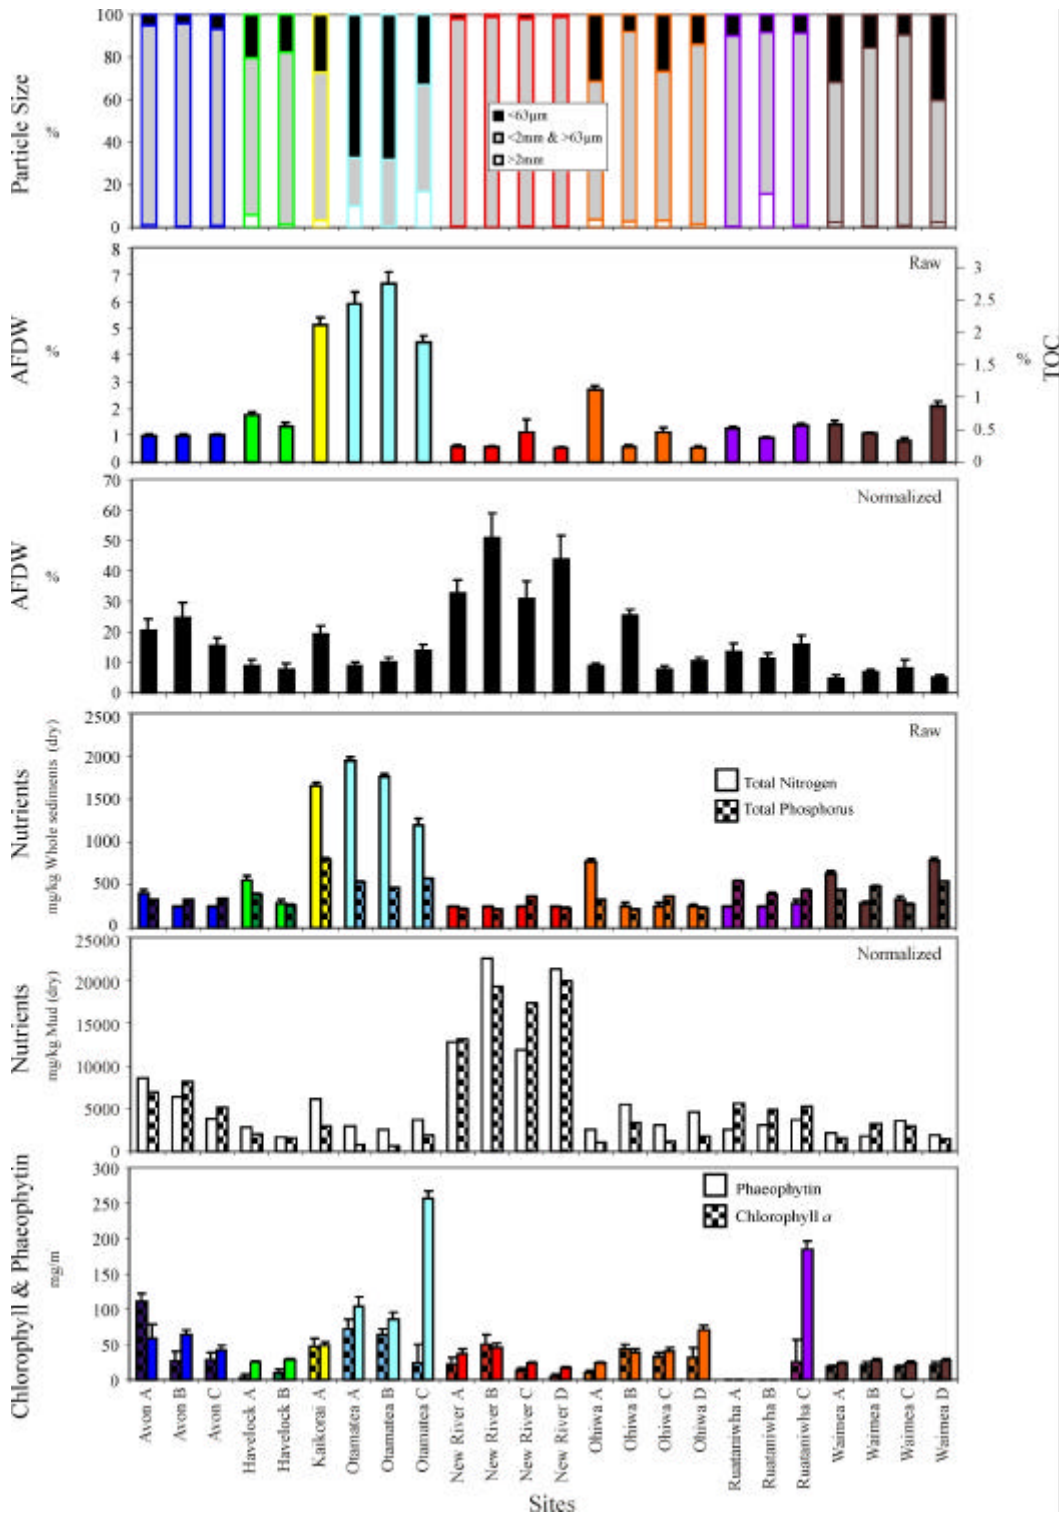 Particle Size
%
100
80
60
40
20
0
<63µm
<2mm & >63µm
>2mm
AFDW
%
8
7
6
5
4
3
2
1
0
Raw
3
2.5
2
1.5
1
0.5
0
%
TOC
AFDW
%
70
60
50
40
30
20
10
0
Normalized
Nutrients
mg/kg Whole sediments (dry)
2500
2000
1500
1000
500
0
Raw
Total Nitrogen
Total Phosphorus
Nutrients
mg/kg Mud (dry)
25000
20000
15000
10000
5000
0
Normalized
Chlorophyll & Phaeophytin
mg/m
300
250
200
150
100
50
0
Phaeophytin
Chlorophyll a
Avon A
Avon B
Avon C
Havelock A
Havelock B
Kaikorai A
Otamatea A
Otamatea B
Otamatea C
New River A
New River B
New River C
New River D
Ohiwa A
Ohiwa B
Ohiwa C
Ohiwa D
Ruataniwha A
Ruataniwha B
Ruataniwha C
Waimea A
Waimea B
Waimea C
Waimea D
Sites